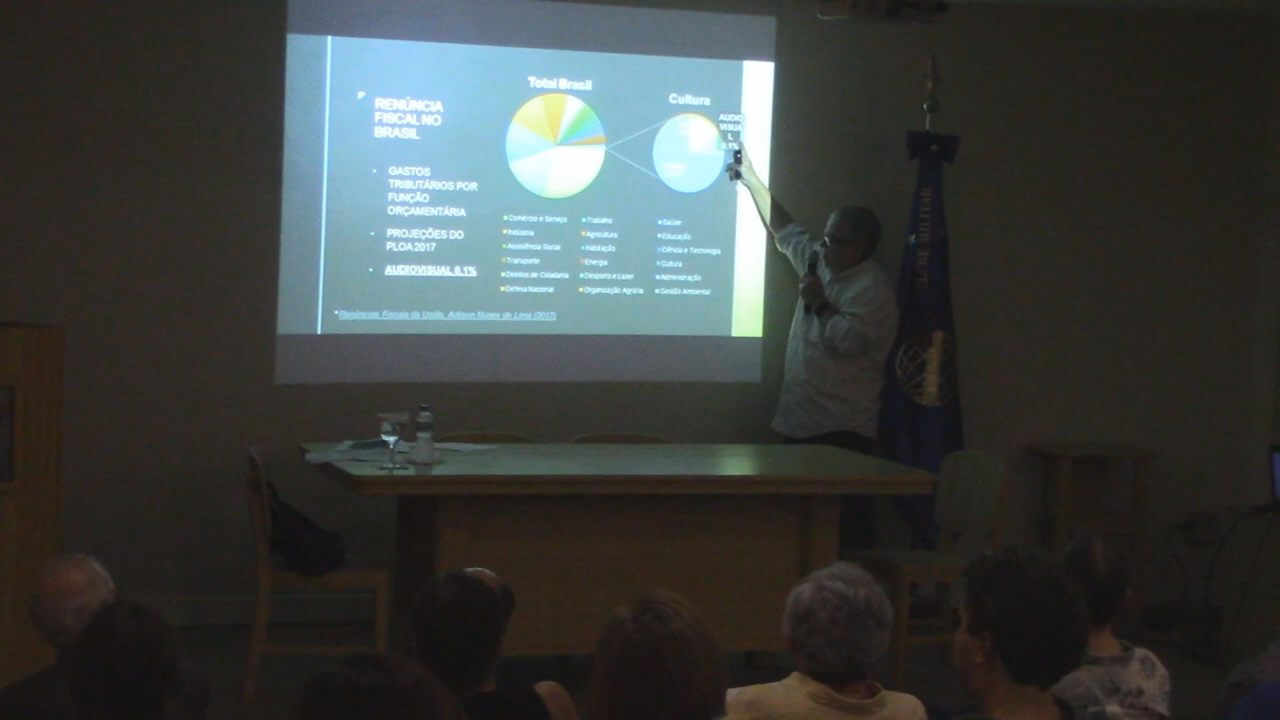 RENÚNCIA
FISCAL NO
BRASIL
GASTOS
TRIBUTÁRIOS POR
FUNÇÃO
ORÇAMENTÁRIA
PROJEÇÕES DO
PLOA 2017
AUDIOVISUAL 0,1%
Total Brasil
Cultura
AUDIO
VISUA
L
0,1%
Comércio e Serviço
Trabalho
Saúde
Indústria
Agricultura
Educação
Assistência Social
Habitação
Ciência e Tecnologia
Transporte
Energia
Cultura
Direitos de Cidadania
Desporto e Lazer
Administração
Defesa Nacional
Organização Agrária
Gestão Ambiental
*Renúncias Fiscais da União, Adilson Nunes de Lima (2017)
CLUBE MILITAR